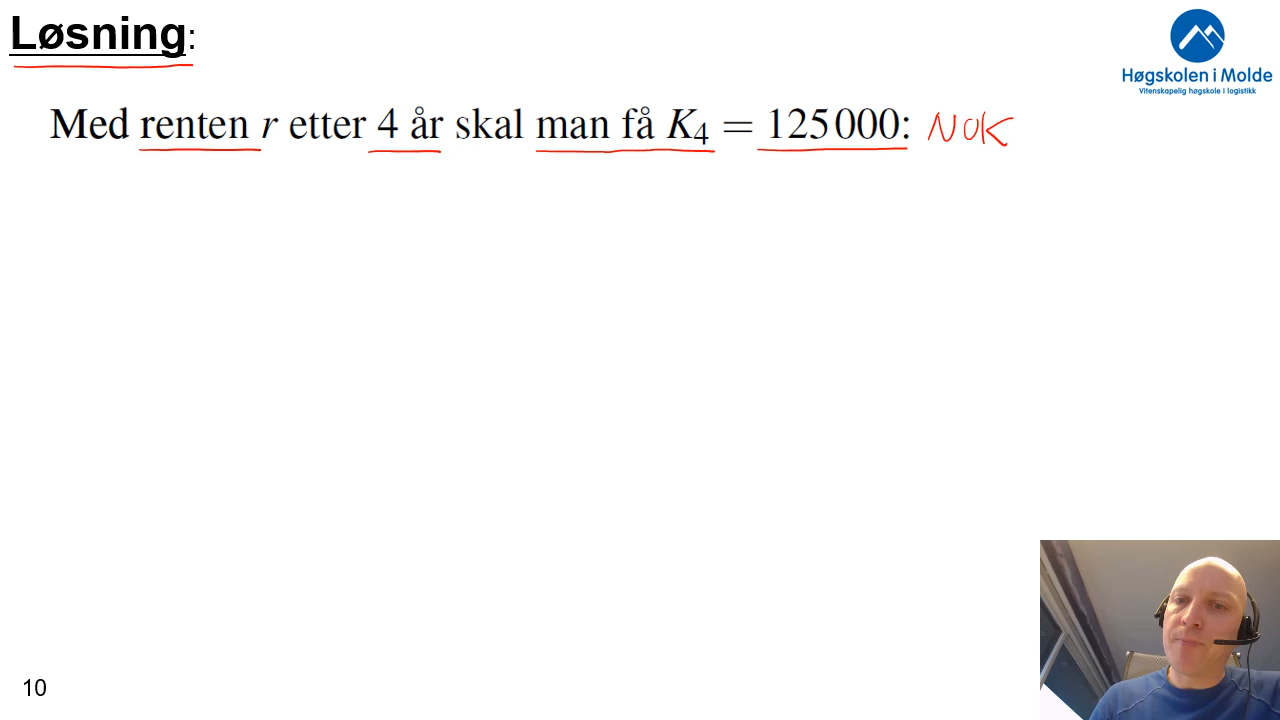 Løsning:
Høgskolen i Molde
Vitenskapelig høgskole i logistikk
Med renten r etter 4 år skal man få K₄ = 125 000: NOK
10